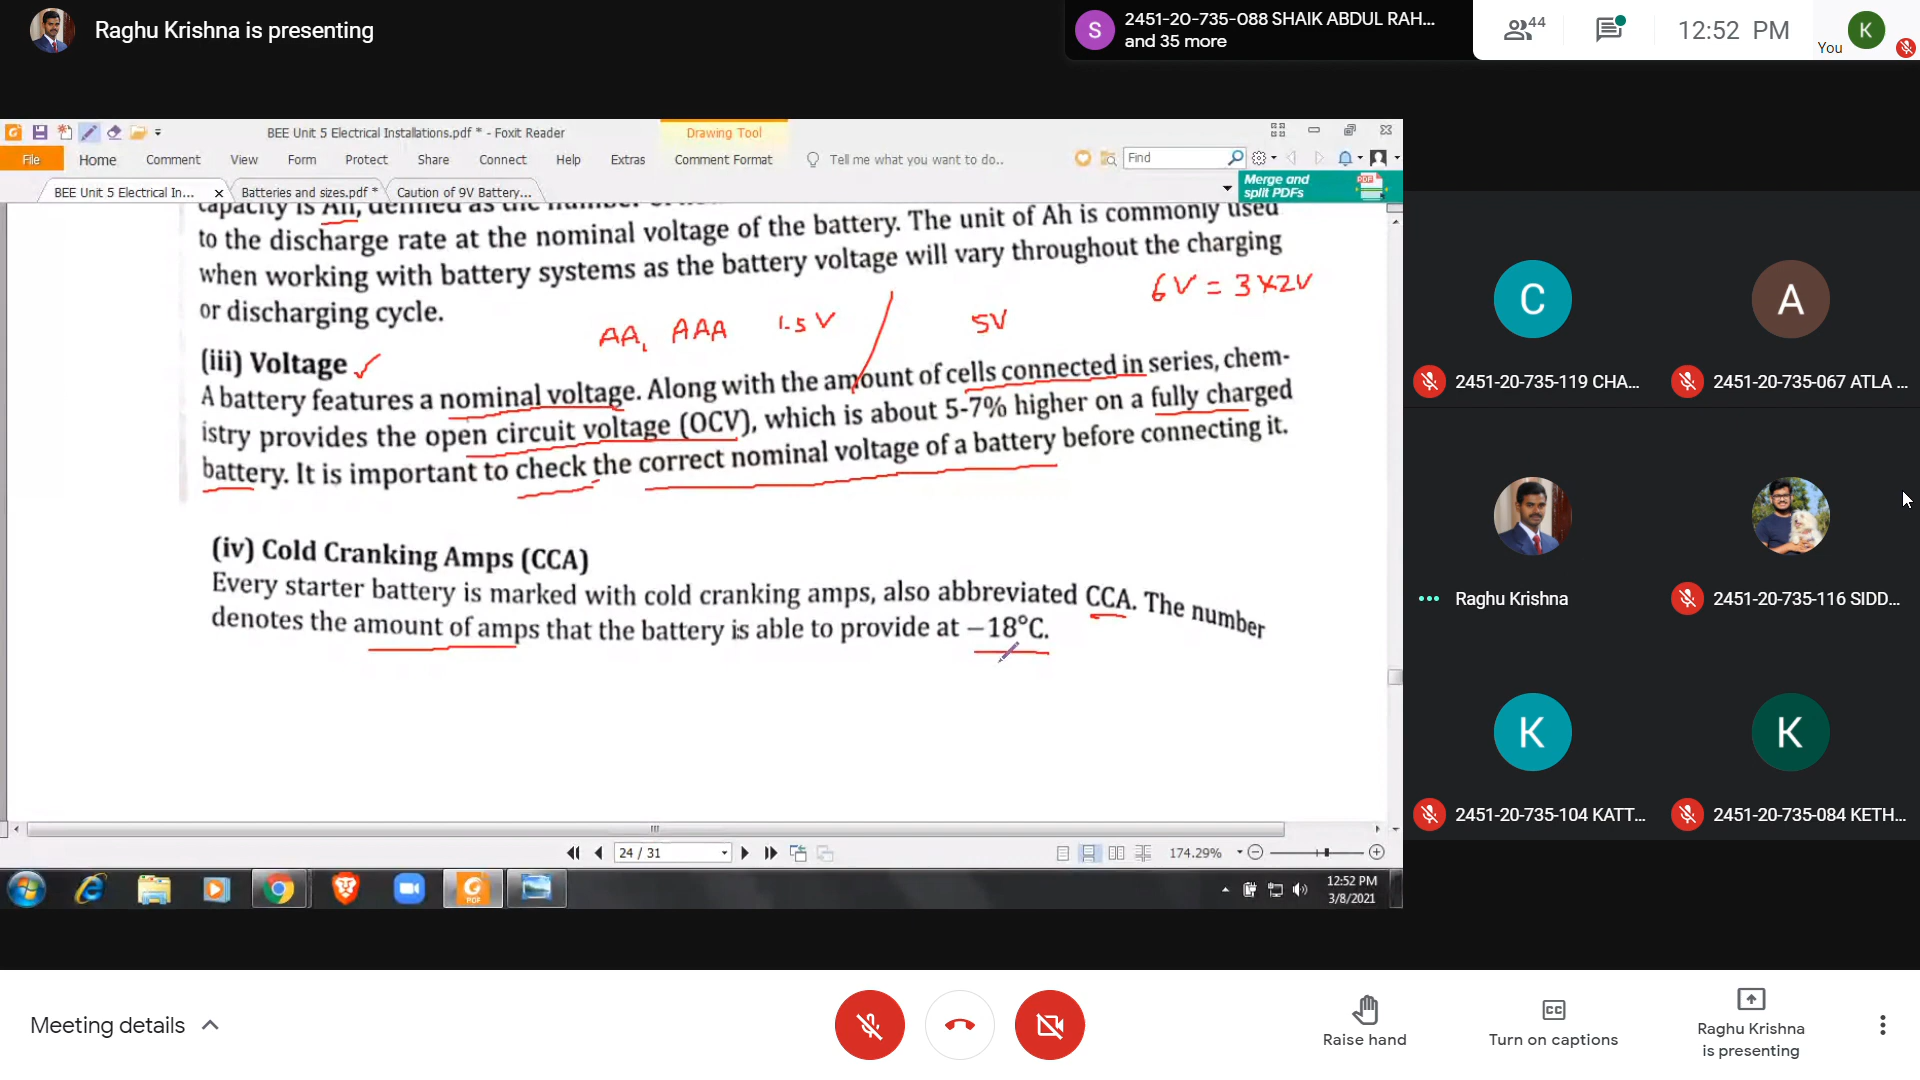 Raghu Krishna is presenting
S
2451-20-735-088 SHAIK ABDUL RAH...
and 35 more
44
12:52 PM
You
K
BEE Unit 5 Electrical Installations.pdf * - Foxit Reader
Drawing Tool
File
Home
Comment
View
Form
Protect
Share
Connect
Help
Extras
Comment Format
Tell me what you want to do..
Find
BEE Unit 5 Electrical In...
Batteries and sizes.pdf *
Caution of 9V Battery...
Merge and
split PDFs
capacity is Ah, defined as the
to the discharge rate at the nominal voltage of the battery. The unit of Ah is commonly used
when working with battery systems as the battery voltage will vary throughout the charging
or discharging cycle.
6V = 3X2V
AA, AAA 1.5 V
5V
(iii) Voltage
A battery features a nominal voltage. Along with the amount of cells connected in series, chem-
istry provides the open circuit voltage (OCV), which is about 5-7% higher on a fully charged
battery. It is important to check the correct nominal voltage of a battery before connecting it.
(iv) Cold Cranking Amps (CCA)
Every starter battery is marked with cold cranking amps, also abbreviated CCA. The number
denotes the amount of amps that the battery is able to provide at −18°C.
24 / 31
174.29%
12:52 PM
3/8/2021
C
2451-20-735-119 CHA...
A
2451-20-735-067 ATLA ...
Raghu Krishna
2451-20-735-116 SIDD...
K
2451-20-735-104 KATT...
K
2451-20-735-084 KETH...
Meeting details
Raise hand
Turn on captions
Raghu Krishna
is presenting